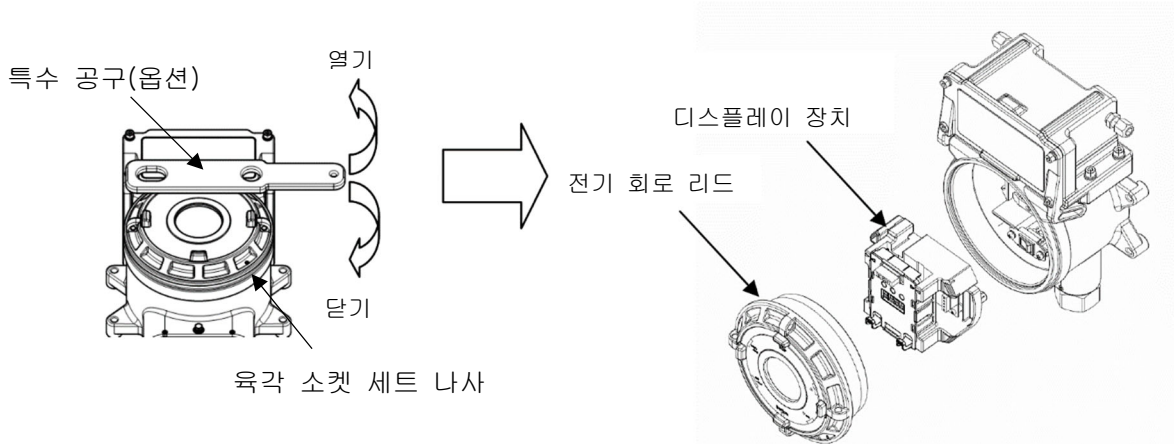 특수 공구(옵션)
열기
닫기
육각 소켓 세트 나사
디스플레이 장치
전기 회로 리드